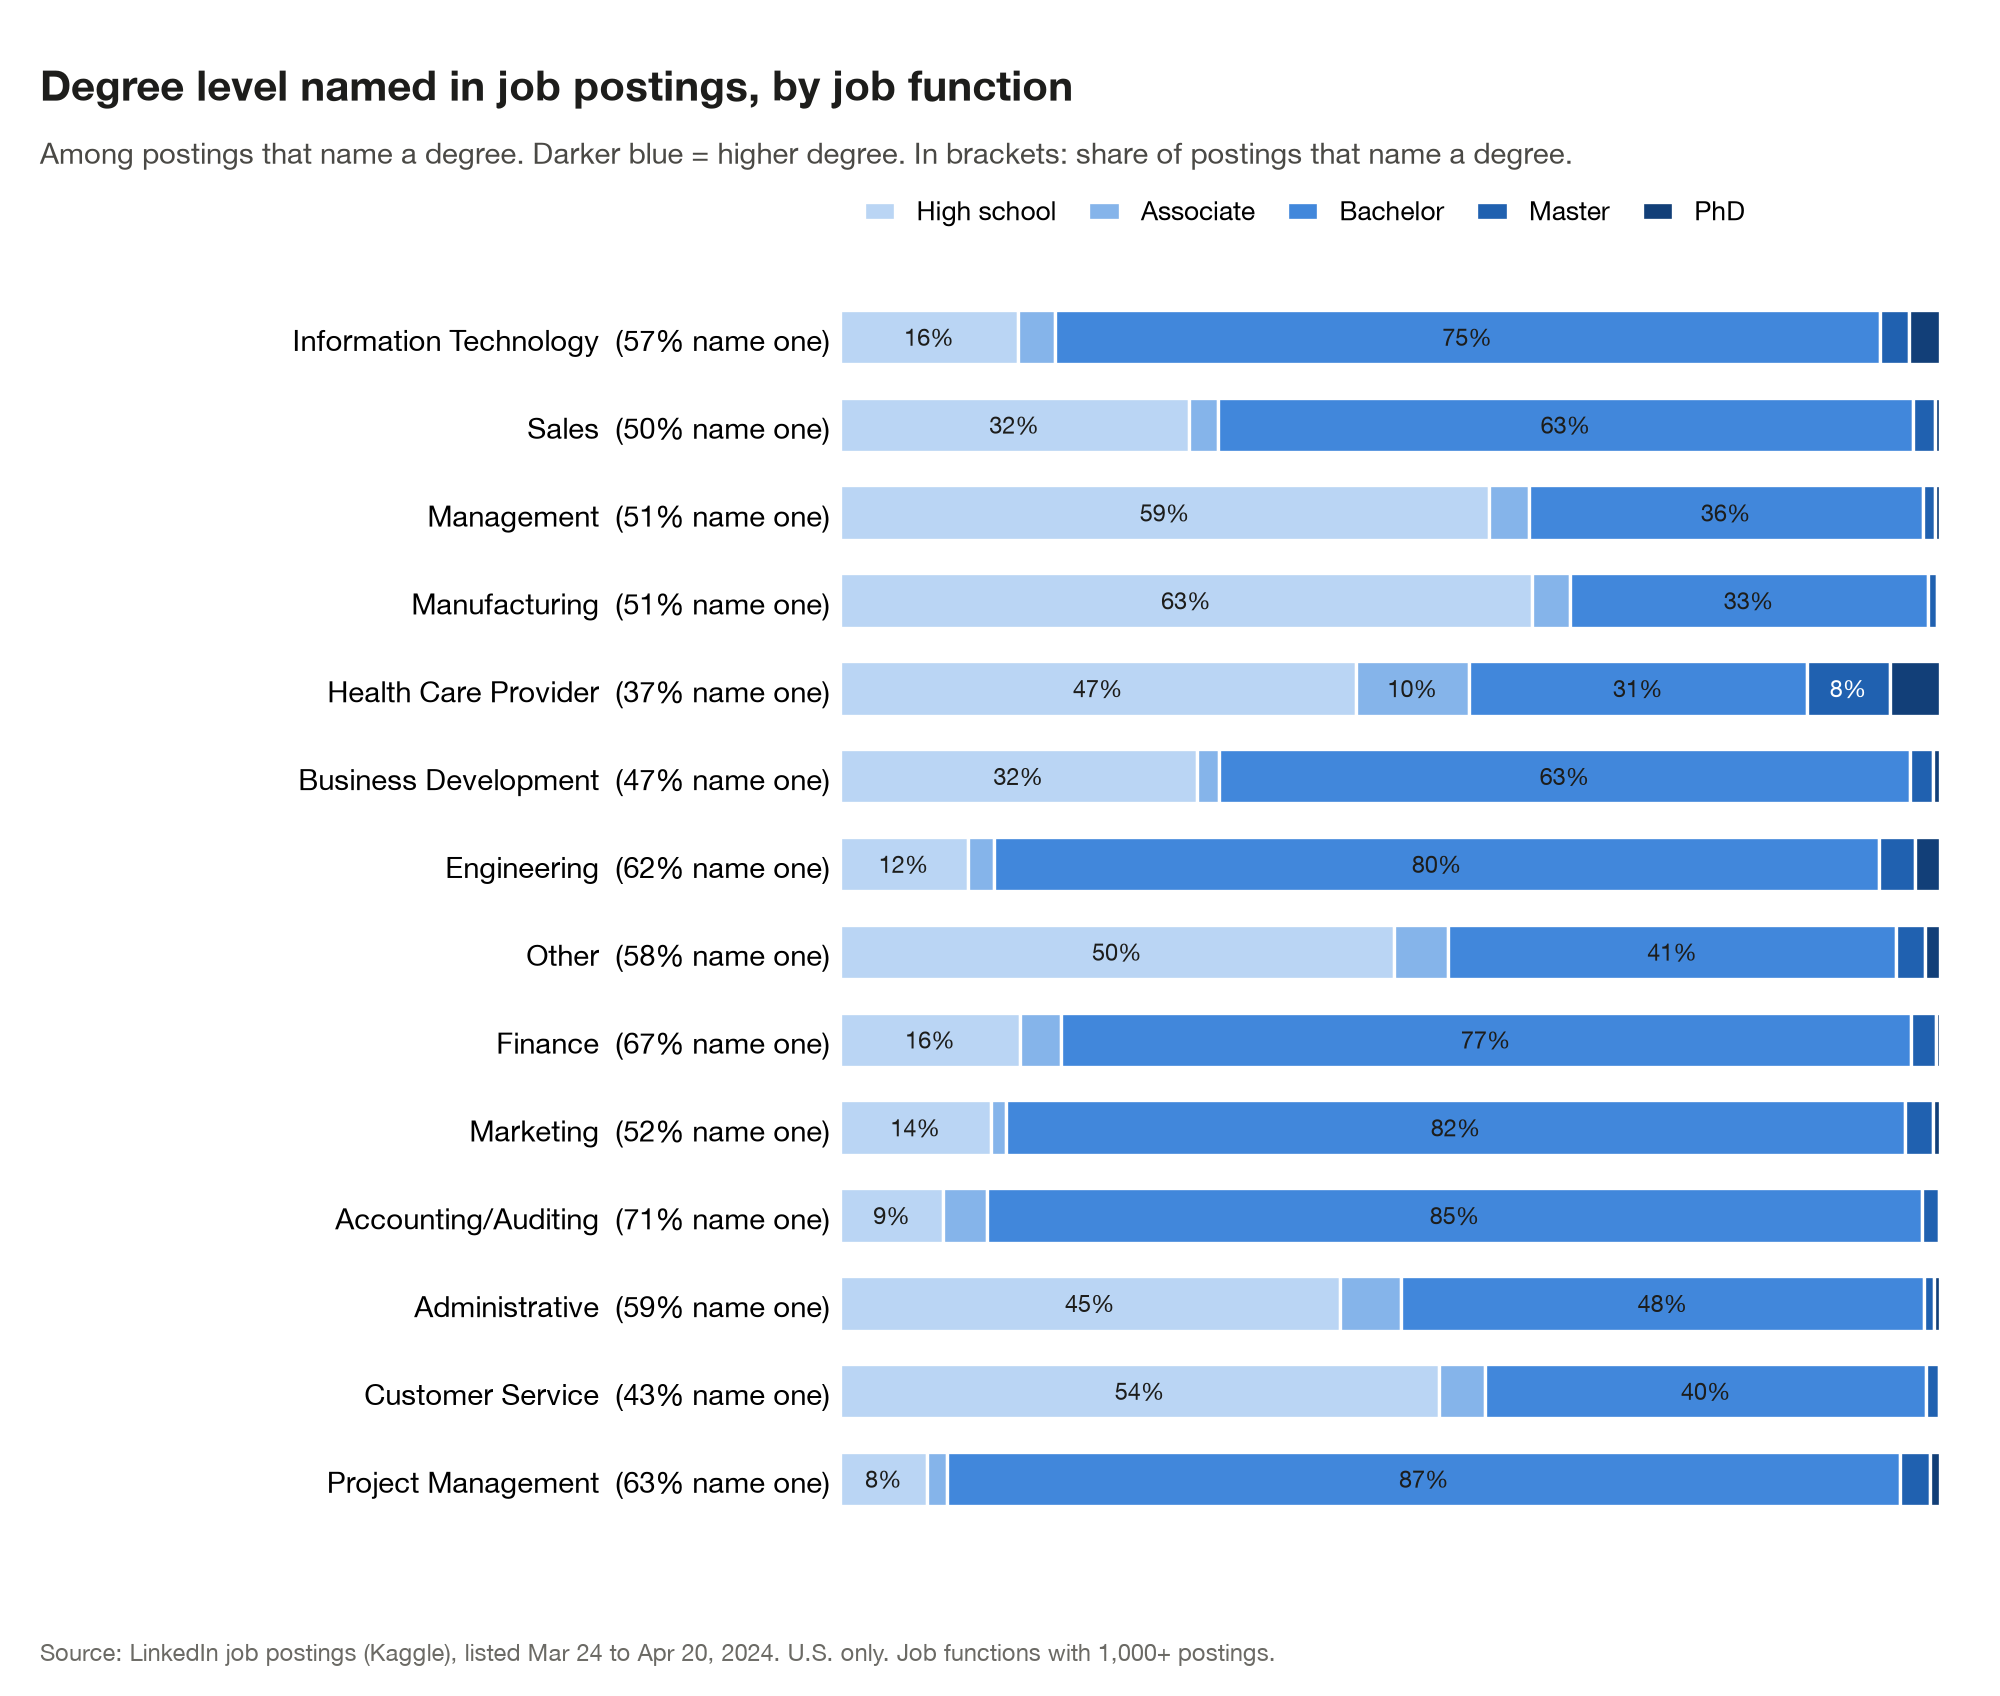 Degree level named in job postings, by job function
Among postings that name a degree. Darker blue = higher degree. In brackets: share of postings that name a degree.
High school Associate Bachelor Master PhD
Information Technology (57% name one) 16% 75%
Sales (50% name one) 32% 63%
Management (51% name one) 59% 36%
Manufacturing (51% name one) 63% 33%
Health Care Provider (37% name one) 47% 10% 31% 8%
Business Development (47% name one) 32% 63%
Engineering (62% name one) 12% 80%
Other (58% name one) 50% 41%
Finance (67% name one) 16% 77%
Marketing (52% name one) 14% 82%
Accounting/Auditing (71% name one) 9% 85%
Administrative (59% name one) 45% 48%
Customer Service (43% name one) 54% 40%
Project Management (63% name one) 8% 87%
Source: LinkedIn job postings (Kaggle), listed Mar 24 to Apr 20, 2024. U.S. only. Job functions with 1,000+ postings.